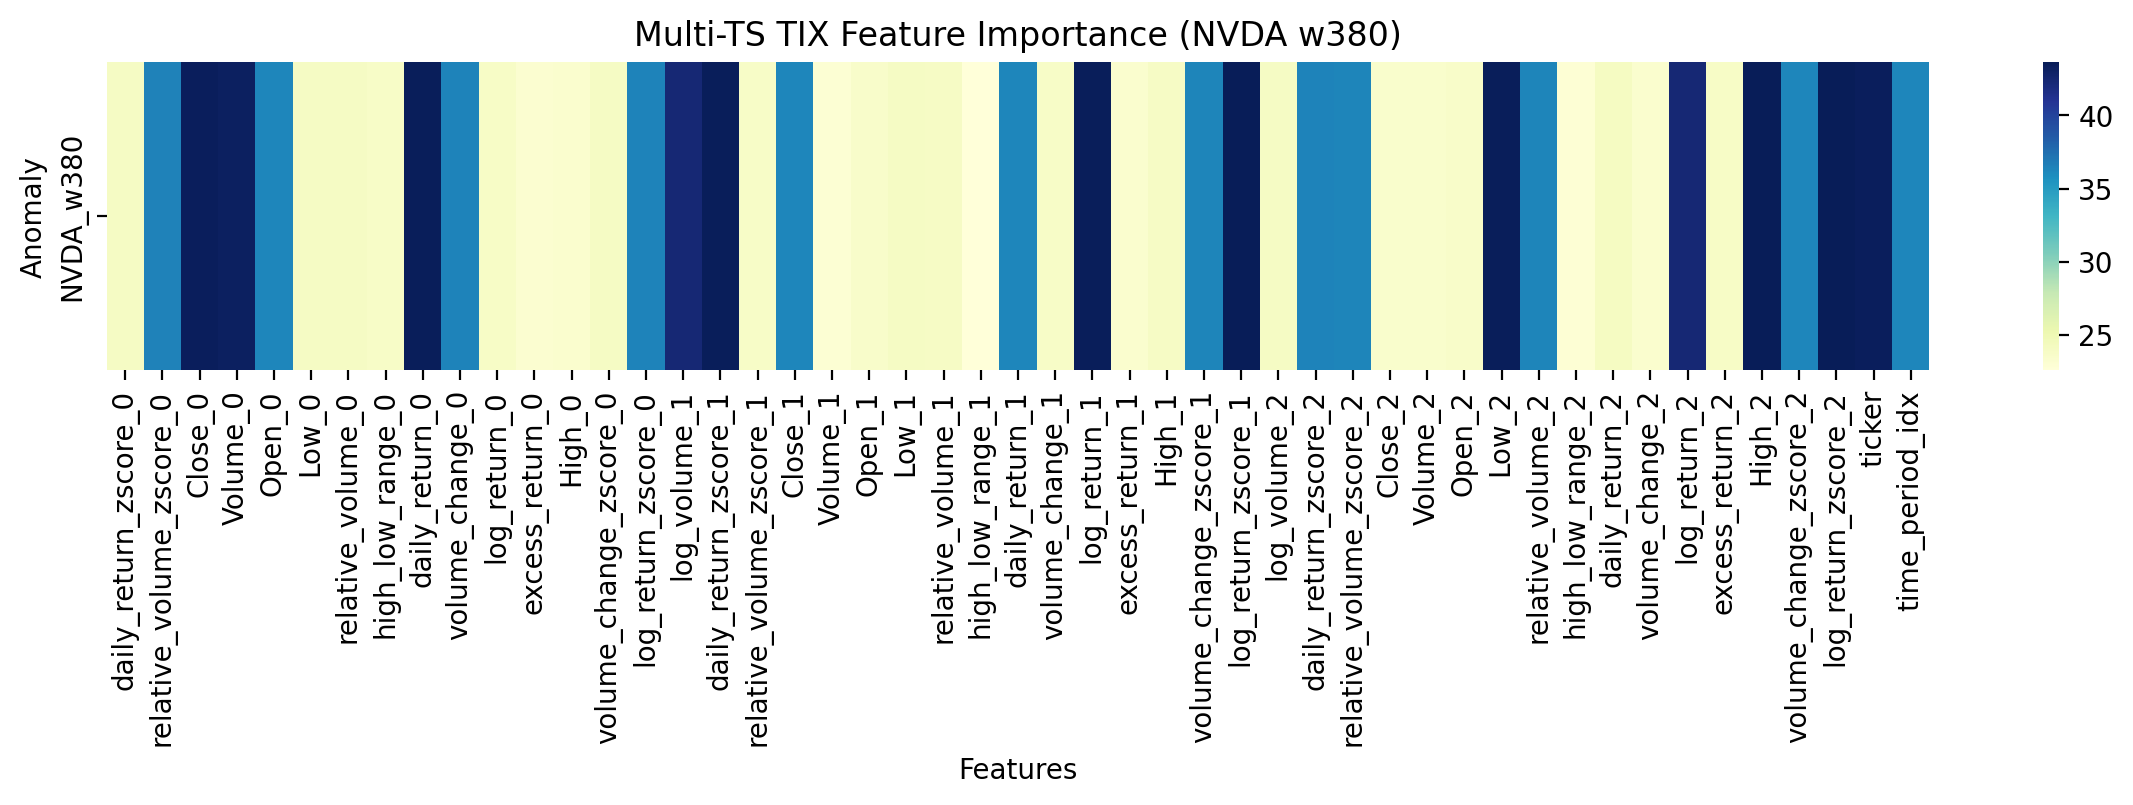 Multi-TS TIX Feature Importance (NVDA w380)
Anomaly
NVDA_w380
40
35
30
25
daily_return_zscore_0
relative_volume_zscore_0
Close_0
Volume_0
Open_0
Low_0
relative_volume_0
high_low_range_0
daily_return_0
volume_change_0
log_return_0
excess_return_0
High_0
volume_change_zscore_0
log_return_zscore_0
log_volume_1
daily_return_zscore_1
relative_volume_zscore_1
Close_1
Volume_1
Open_1
Low_1
relative_volume_1
high_low_range_1
daily_return_1
volume_change_1
log_return_1
excess_return_1
High_1
volume_change_zscore_1
log_return_zscore_1
log_volume_2
daily_return_zscore_2
relative_volume_zscore_2
Close_2
Volume_2
Open_2
Low_2
relative_volume_2
high_low_range_2
daily_return_2
volume_change_2
log_return_2
excess_return_2
High_2
volume_change_zscore_2
log_return_zscore_2
ticker
time_period_idx
Features